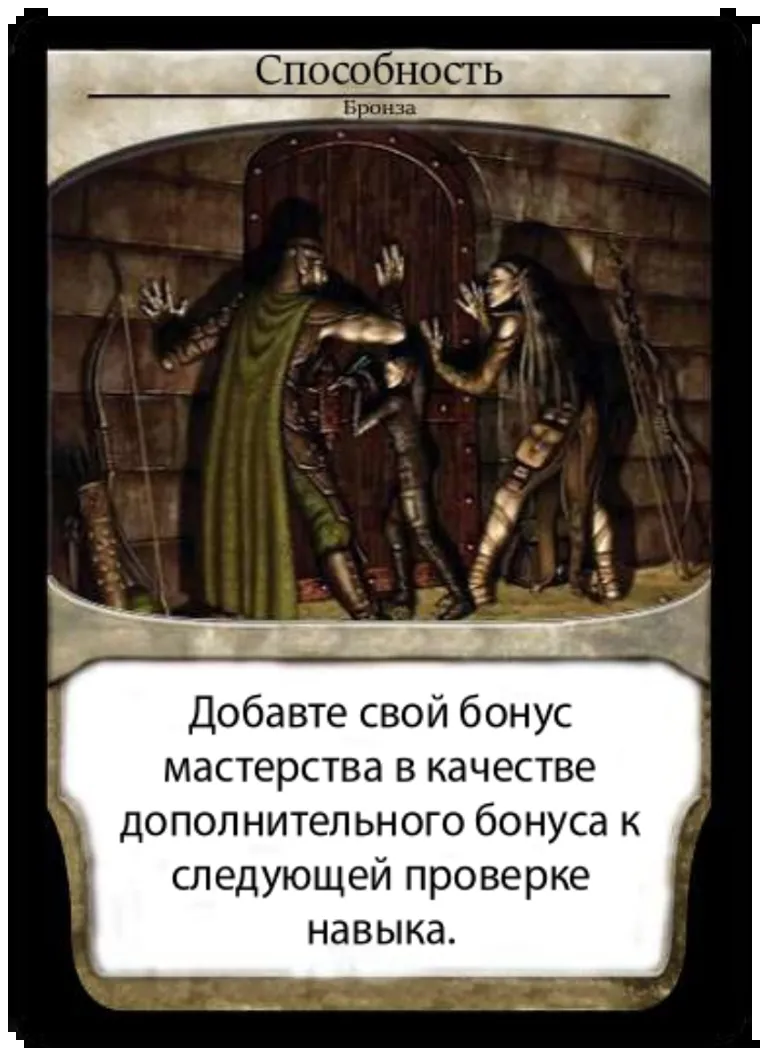 Способность
Бронза
Добавте свой бонус
мастерства в качестве
дополнительного бонуса к
следующей проверке
навыка.